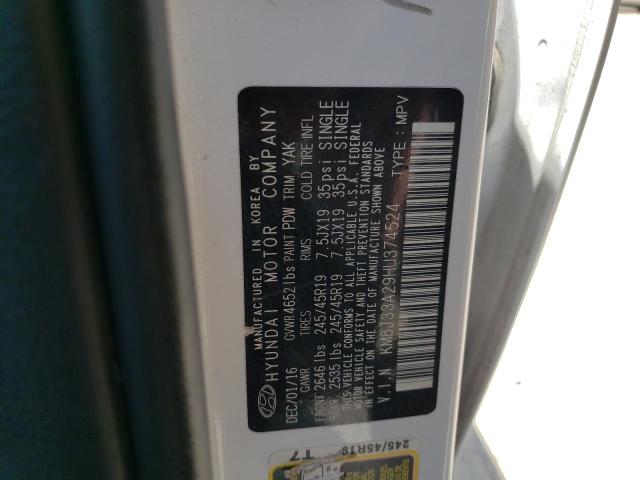 MANUFACTURED IN KOREA BY
HYUNDAI MOTOR COMPANY
DEC/01/16 GVWR 4652 lbs PAINT PDW TRIM YAK
GAWR TIRES RIMS COLD TIRE INFL
FRONT 2646 lbs 245/45R19 7.5JX19 35psi SINGLE
REAR 2535 lbs 245/45R19 7.5JX19 35psi SINGLE
THIS VEHICLE CONFORMS TO ALL APPLICABLE U.S.A. FEDERAL
MOTOR VEHICLE SAFETY AND THEFT PREVENTION STANDARDS
IN EFFECT ON THE DATE OF MANUFACTURE SHOWN ABOVE
V.I.N KM8J33A29HU374524 TYPE : MPV
245/45R19
T7